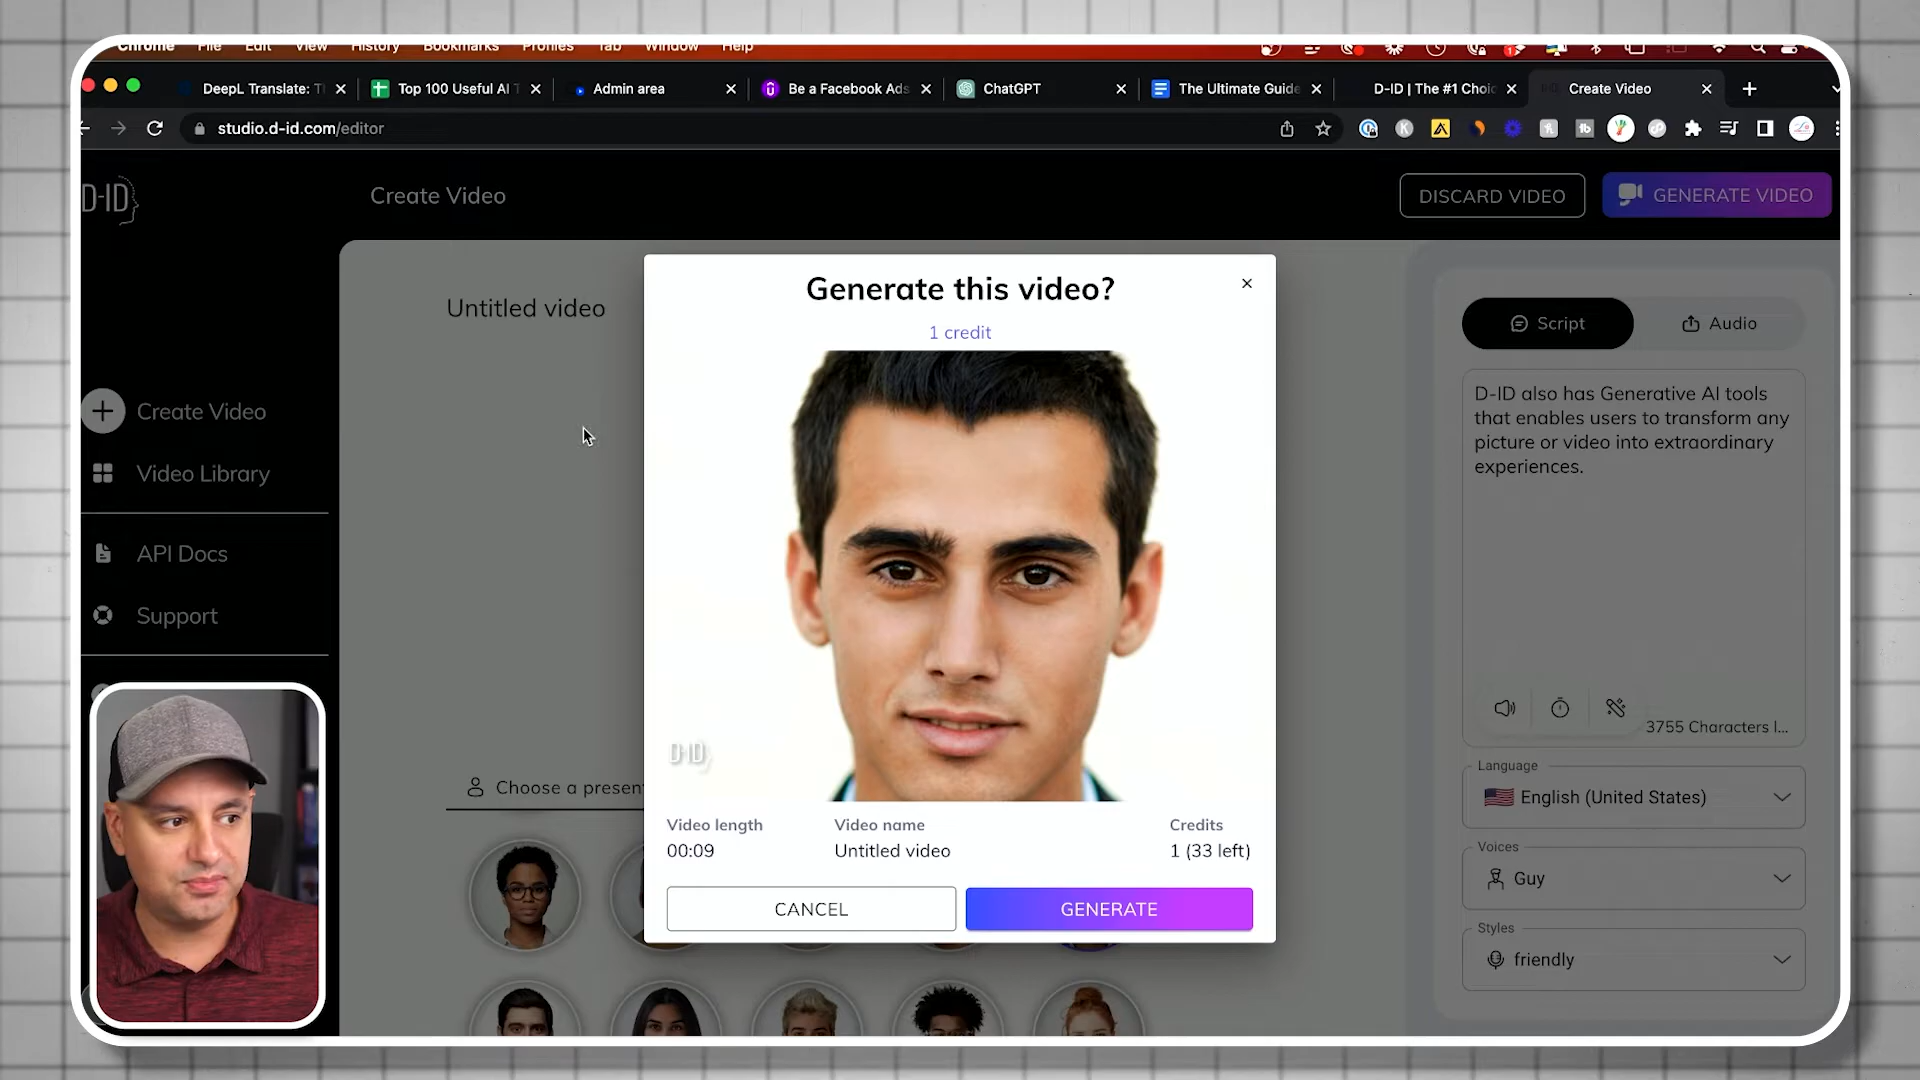 Chrome File Edit View History Bookmarks Profiles Tab Window Help
DeepL Translate: T
Top 100 Useful AI T
Admin area
Be a Facebook Ads
ChatGPT
The Ultimate Guide
D-ID | The #1 Choic
Create Video
studio.d-id.com/editor
D-ID
Create Video
DISCARD VIDEO
GENERATE VIDEO
Create Video
Video Library
API Docs
Support
Untitled video
Choose a presen
Generate this video?
1 credit
D-ID
Video length
00:09
Video name
Untitled video
Credits
1 (33 left)
CANCEL
GENERATE
Script
Audio
D-ID also has Generative AI tools
that enables users to transform any
picture or video into extraordinary
experiences.
3755 Characters l...
Language
English (United States)
Voices
Guy
Styles
friendly